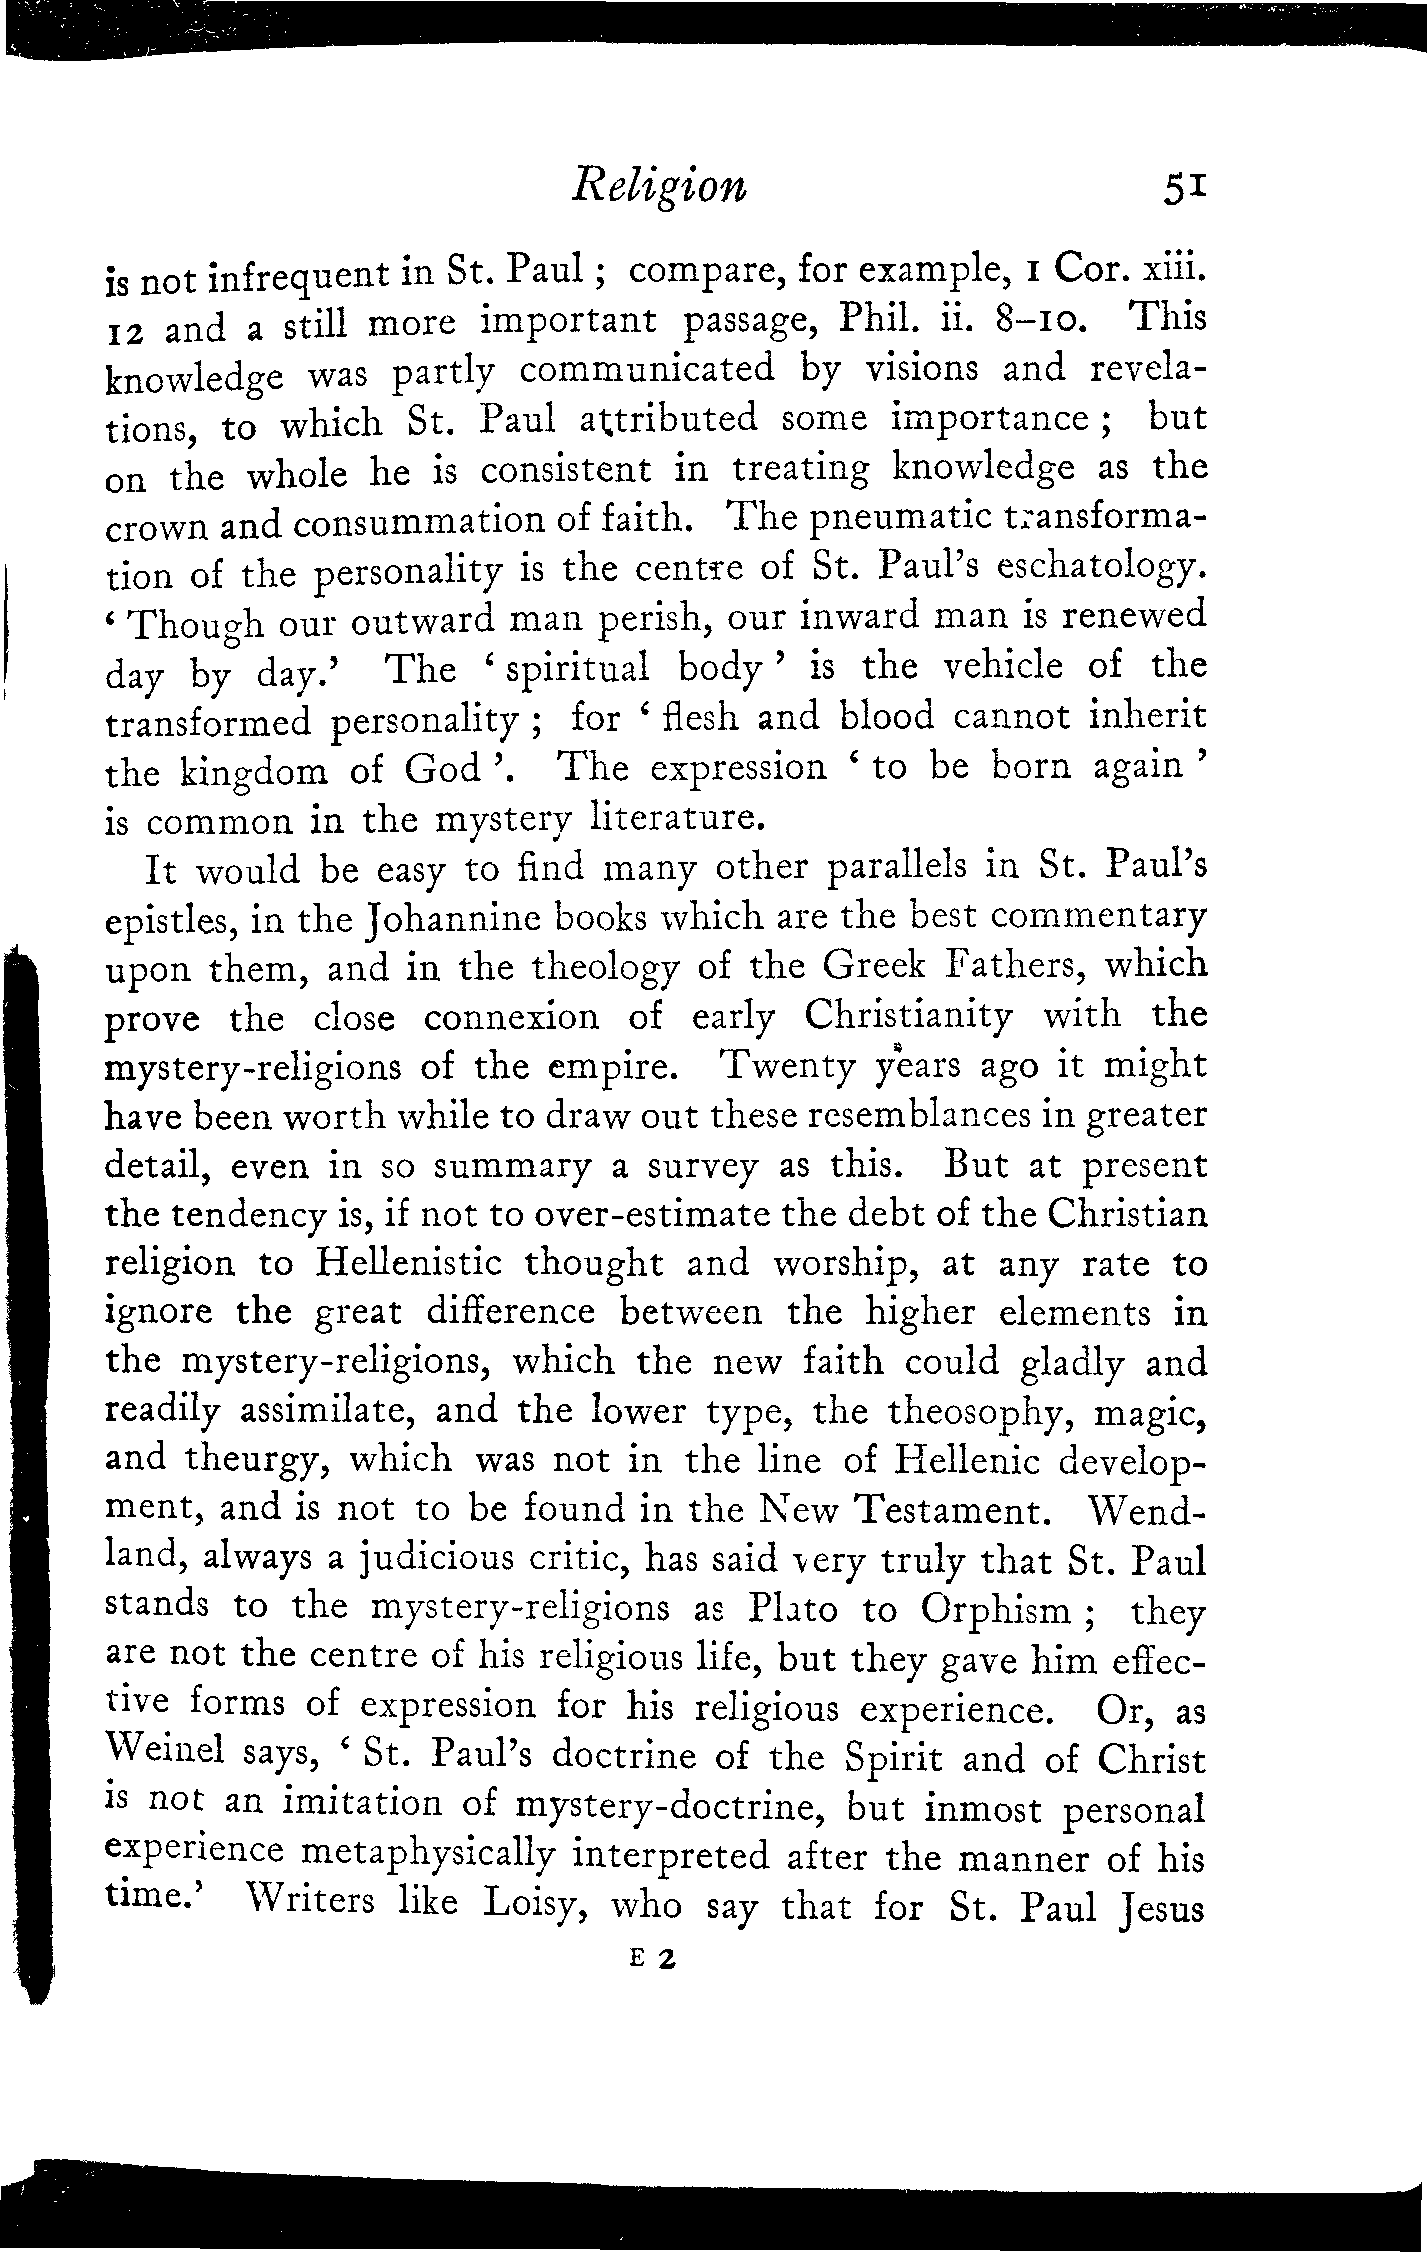 Religion 51
is not infrequent in St. Paul ; compare, for example, 1 Cor. xiii.
12 and a still more important passage, Phil. ii. 8–10. This
knowledge was partly communicated by visions and revela-
tions, to which St. Paul attributed some importance ; but
on the whole he is consistent in treating knowledge as the
crown and consummation of faith. The pneumatic transforma-
tion of the personality is the centre of St. Paul's eschatology.
‘ Though our outward man perish, our inward man is renewed
day by day.’ The ‘ spiritual body ’ is the vehicle of the
transformed personality ; for ‘ flesh and blood cannot inherit
the kingdom of God ’. The expression ‘ to be born again ’
is common in the mystery literature.
It would be easy to find many other parallels in St. Paul's
epistles, in the Johannine books which are the best commentary
upon them, and in the theology of the Greek Fathers, which
prove the close connexion of early Christianity with the
mystery-religions of the empire. Twenty years ago it might
have been worth while to draw out these resemblances in greater
detail, even in so summary a survey as this. But at present
the tendency is, if not to over-estimate the debt of the Christian
religion to Hellenistic thought and worship, at any rate to
ignore the great difference between the higher elements in
the mystery-religions, which the new faith could gladly and
readily assimilate, and the lower type, the theosophy, magic,
and theurgy, which was not in the line of Hellenic develop-
ment, and is not to be found in the New Testament. Wend-
land, always a judicious critic, has said very truly that St. Paul
stands to the mystery-religions as Plato to Orphism ; they
are not the centre of his religious life, but they gave him effec-
tive forms of expression for his religious experience. Or, as
Weinel says, ‘ St. Paul's doctrine of the Spirit and of Christ
is not an imitation of mystery-doctrine, but inmost personal
experience metaphysically interpreted after the manner of his
time.’ Writers like Loisy, who say that for St. Paul Jesus
E 2